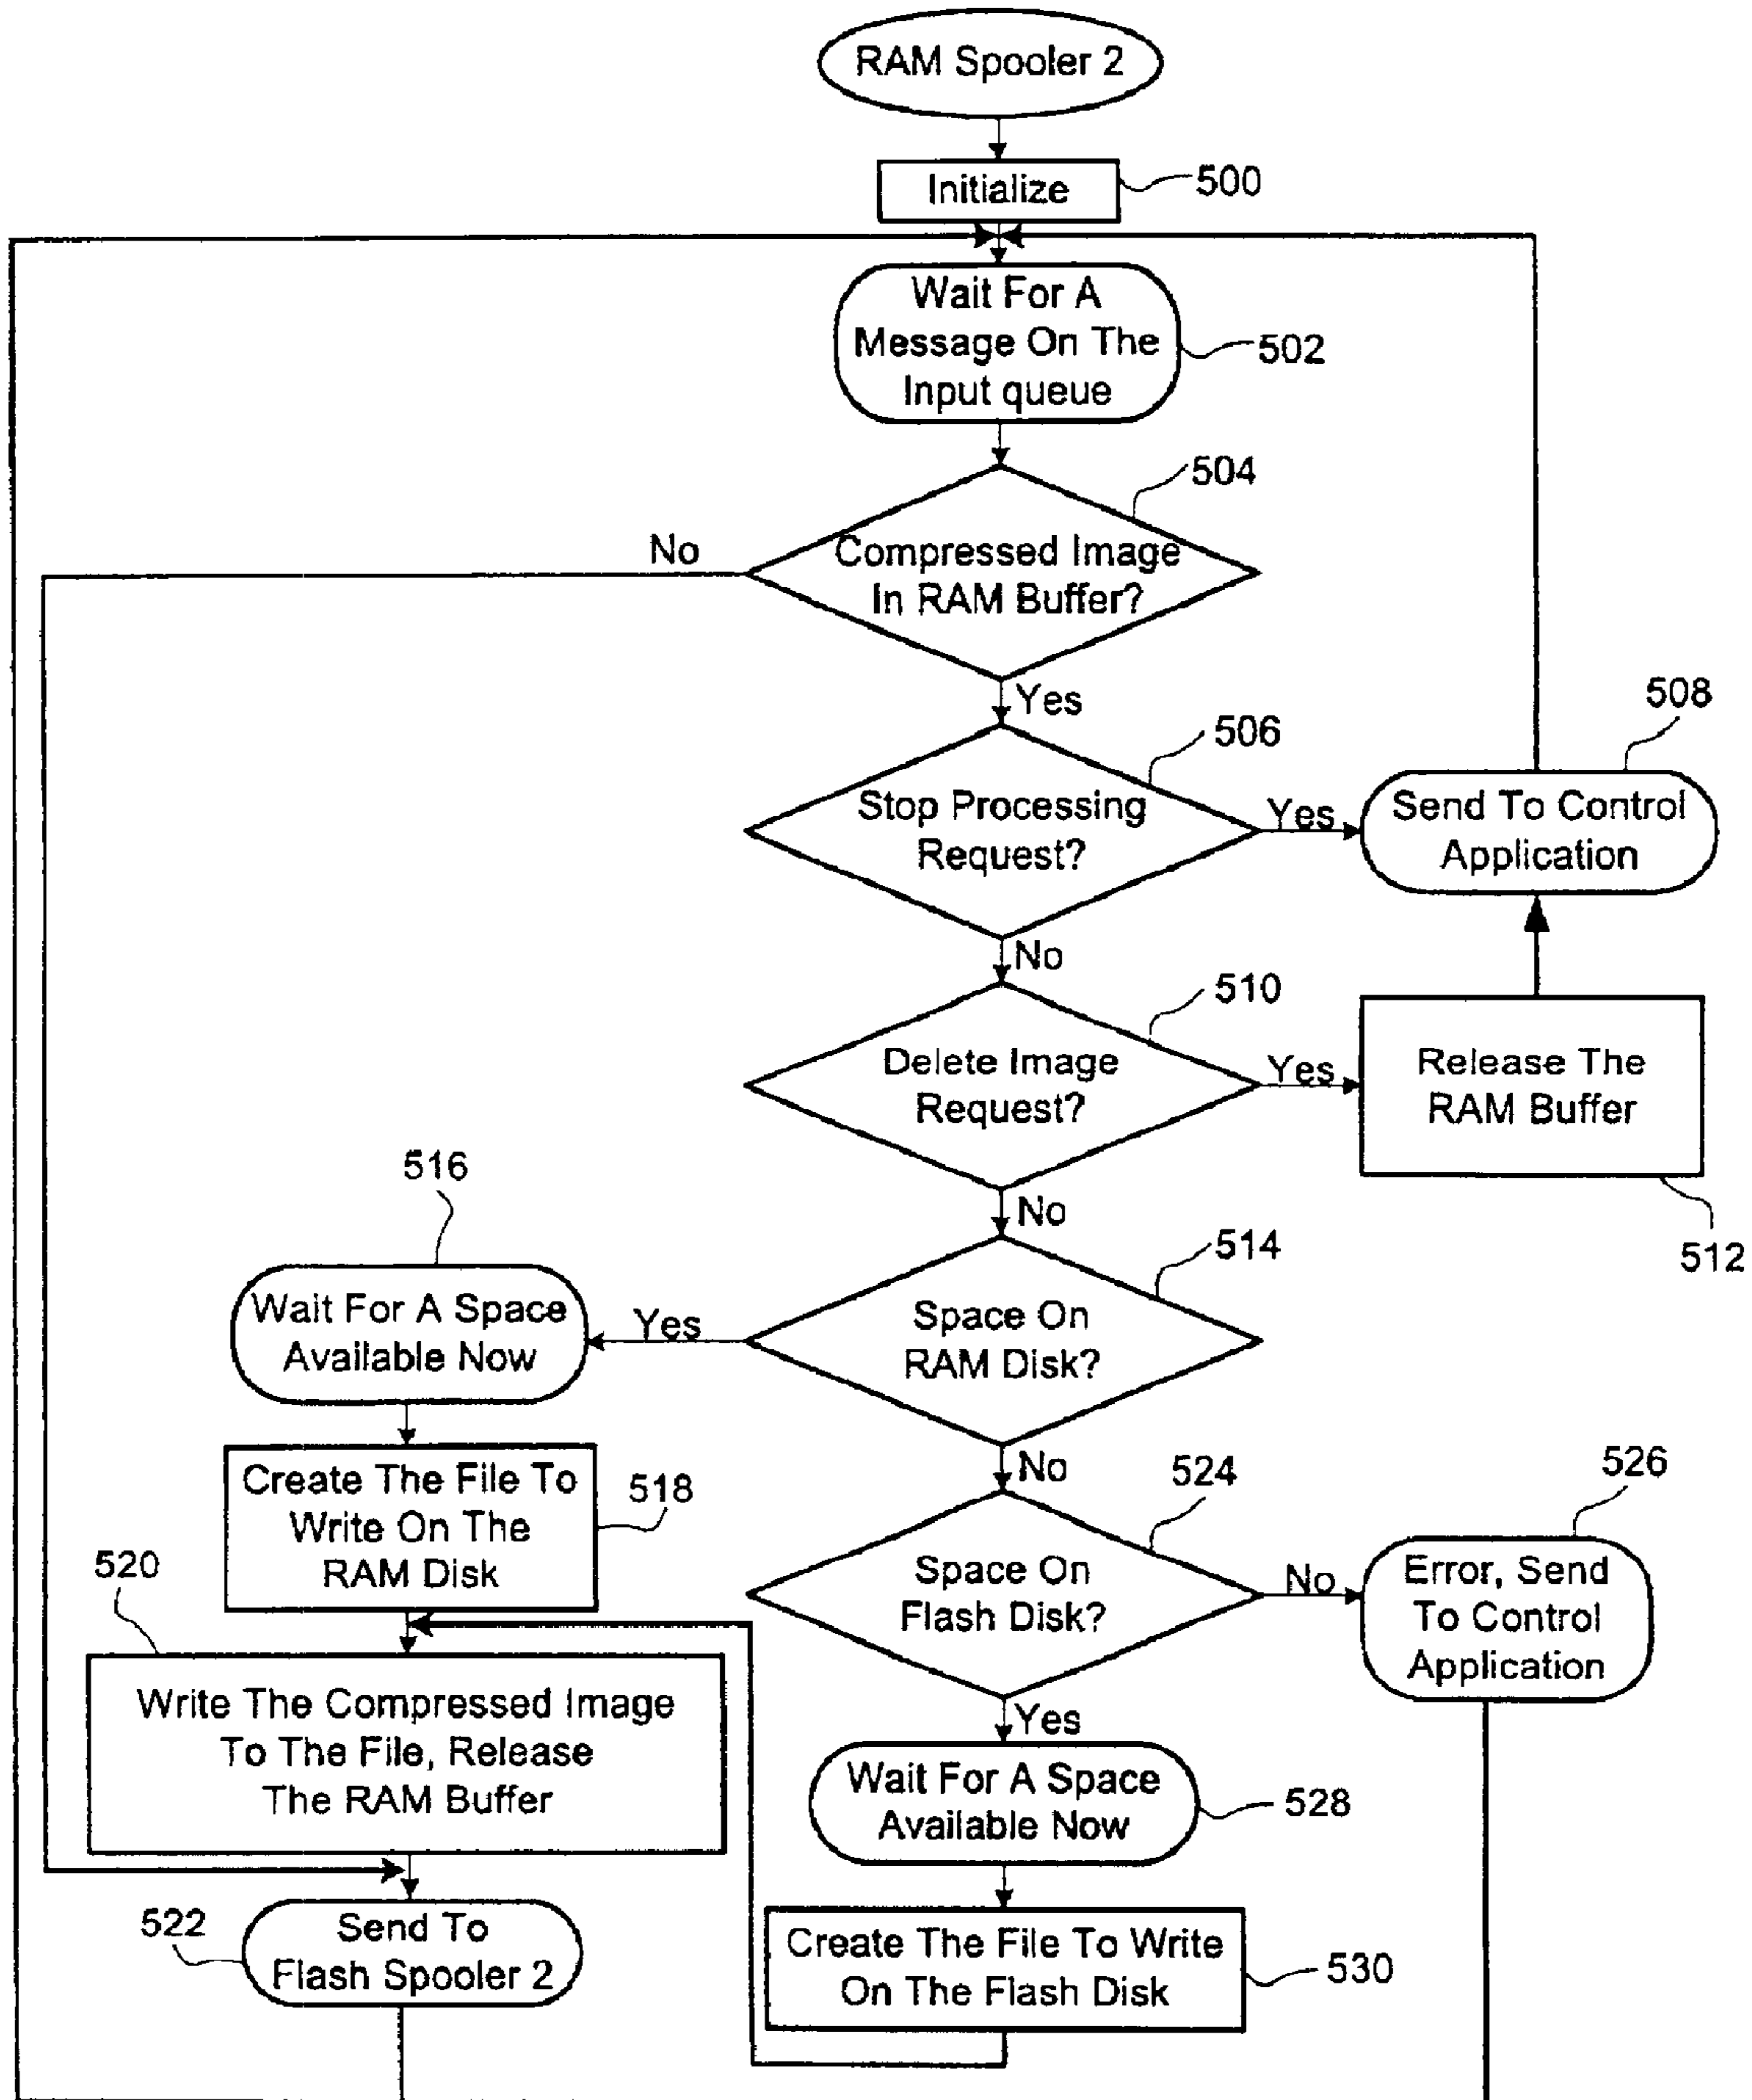 RAM Spooler 2
Initialize
500
Wait For A
Message On The
Input queue
502
504
No
Compressed Image
In RAM Buffer?
Yes
506
508
Stop Processing
Request?
Yes
Send To Control
Application
No
510
Delete Image
Request?
Yes
Release The
RAM Buffer
512
No
516
514
Wait For A Space
Available Now
Yes
Space On
RAM Disk?
No
524
526
Create The File To
Write On The
RAM Disk
518
520
Space On
Flash Disk?
No
Error, Send
To Control
Application
Write The Compressed Image
To The File, Release
The RAM Buffer
Yes
Wait For A Space
Available Now
528
522
Send To
Flash Spooler 2
Create The File To Write
On The Flash Disk
530